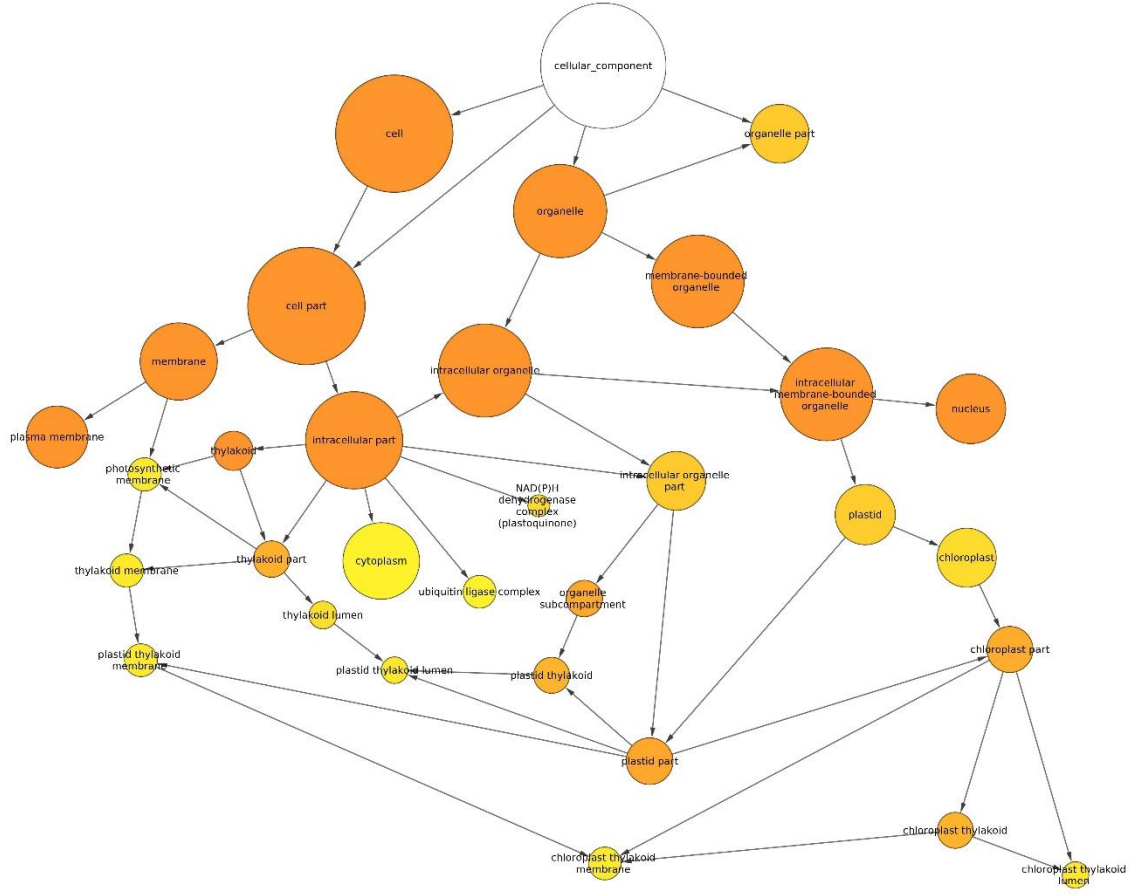 cellular_component
cell
organelle part
organelle
membrane-bounded
organelle
cell part
membrane
intracellular organelle
intracellular
membrane-bounded
organelle
nucleus
plasma membrane
thylakoid
intracellular part
photosynthetic
membrane
intracellular organelle
part
NAD(P)H
dehydrogenase
complex
(plastoquinone)
plastid
thylakoid membrane
thylakoid part
cytoplasm
ubiquitin ligase complex
organelle
subcompartment
chloroplast
thylakoid lumen
plastid thylakoid
membrane
plastid thylakoid lumen
plastid thylakoid
chloroplast part
plastid part
chloroplast thylakoid
chloroplast thylakoid
membrane
chloroplast thylakoid
lumen